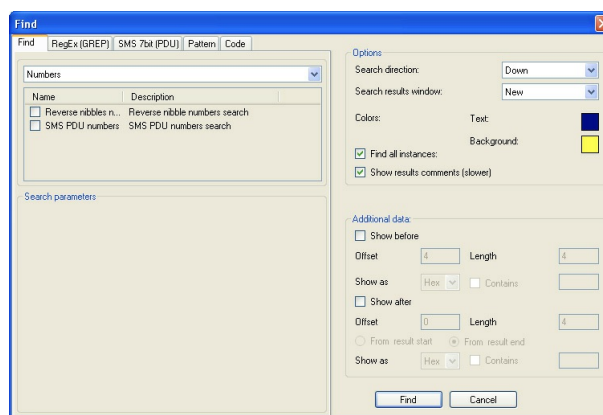 Find
Find RegEx (GREP) SMS 7bit (PDU) Pattern Code
Numbers
Name Description
Reverse nibbles n... Reverse nibble numbers search
SMS PDU numbers SMS PDU numbers search
Search parameters
Options
Search direction: Down
Search results window: New
Colors: Text:
Background:
Find all instances:
Show results comments (slower)
Additional data:
Show before
Offset 4 Length 4
Show as Hex Contains
Show after
Offset 0 Length 4
From result start From result end
Show as Hex Contains
Find Cancel